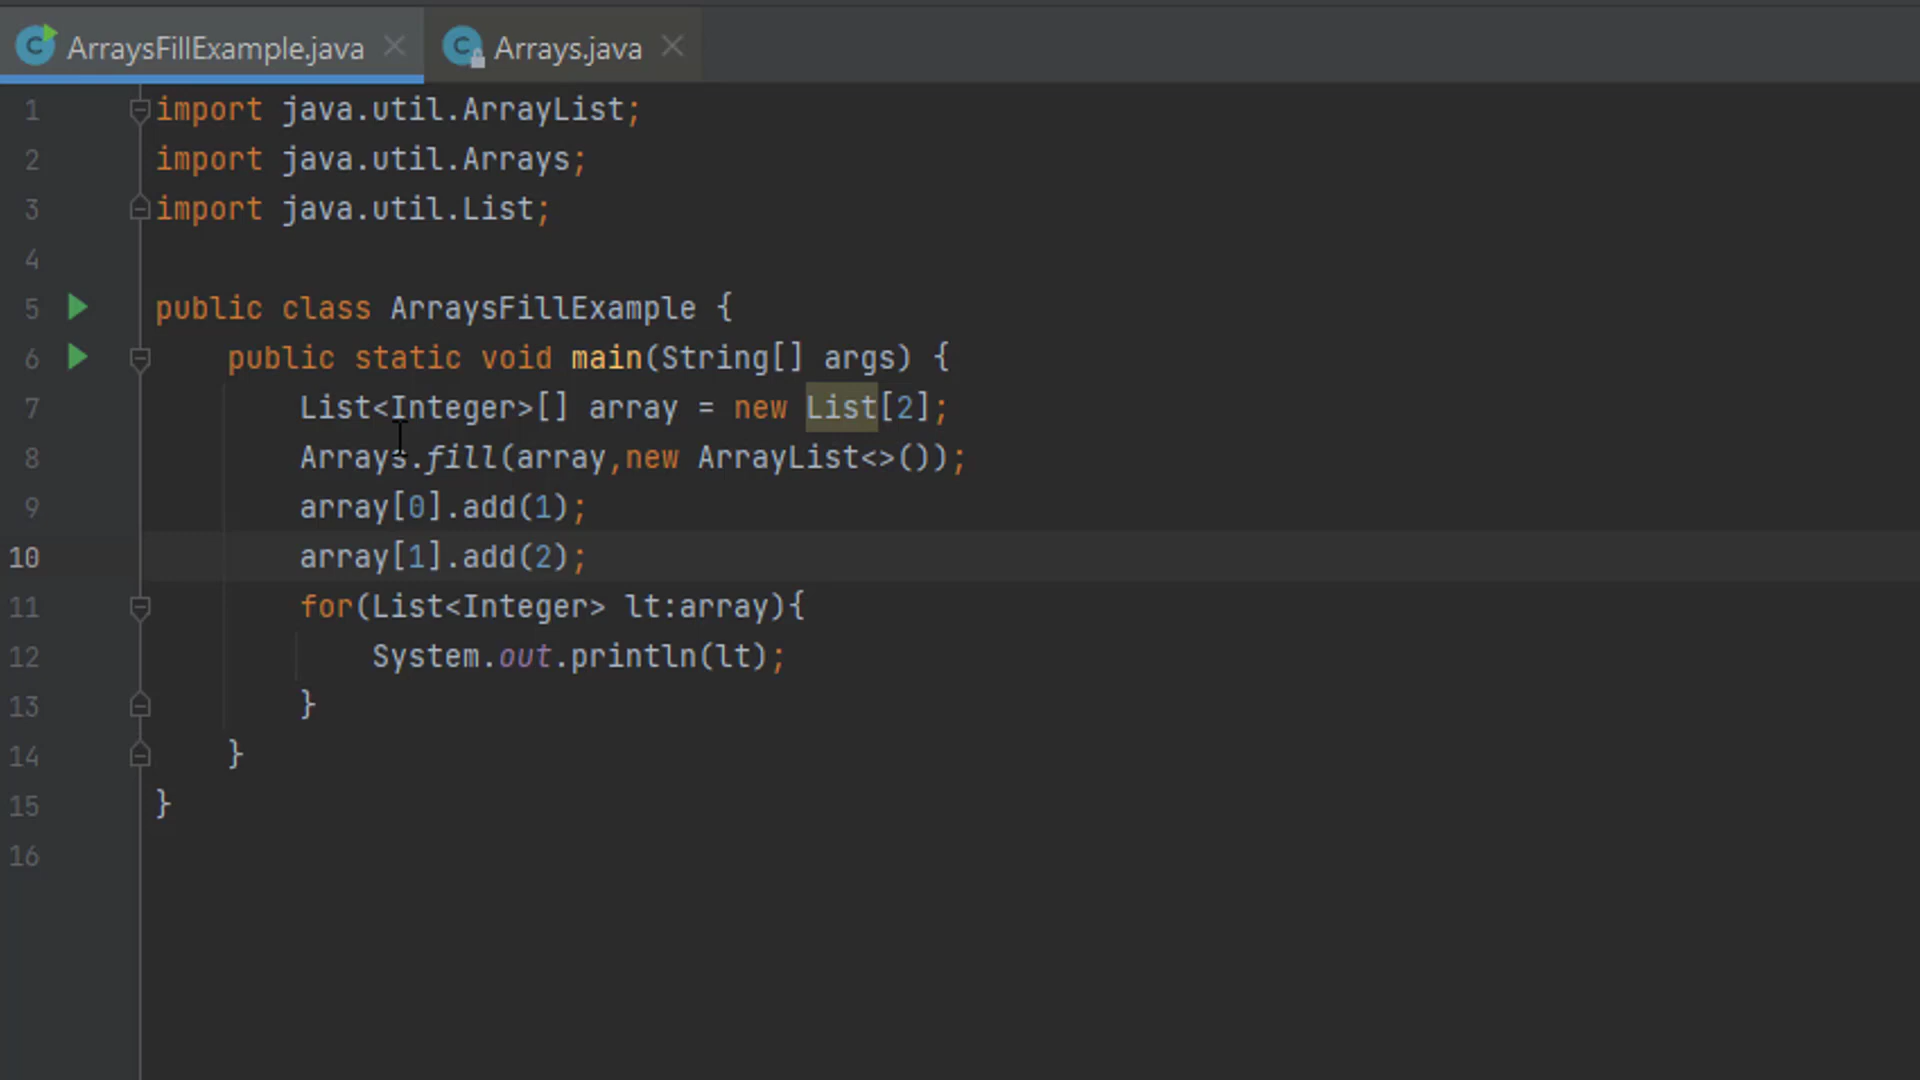 ArraysFillExample.java Arrays.java
1 import java.util.ArrayList;
2 import java.util.Arrays;
3 import java.util.List;
4
5 public class ArraysFillExample {
6 public static void main(String[] args) {
7 List<Integer>[] array = new List[2];
8 Arrays.fill(array,new ArrayList<>());
9 array[0].add(1);
10 array[1].add(2);
11 for(List<Integer> lt:array){
12 System.out.println(lt);
13 }
14 }
15 }
16